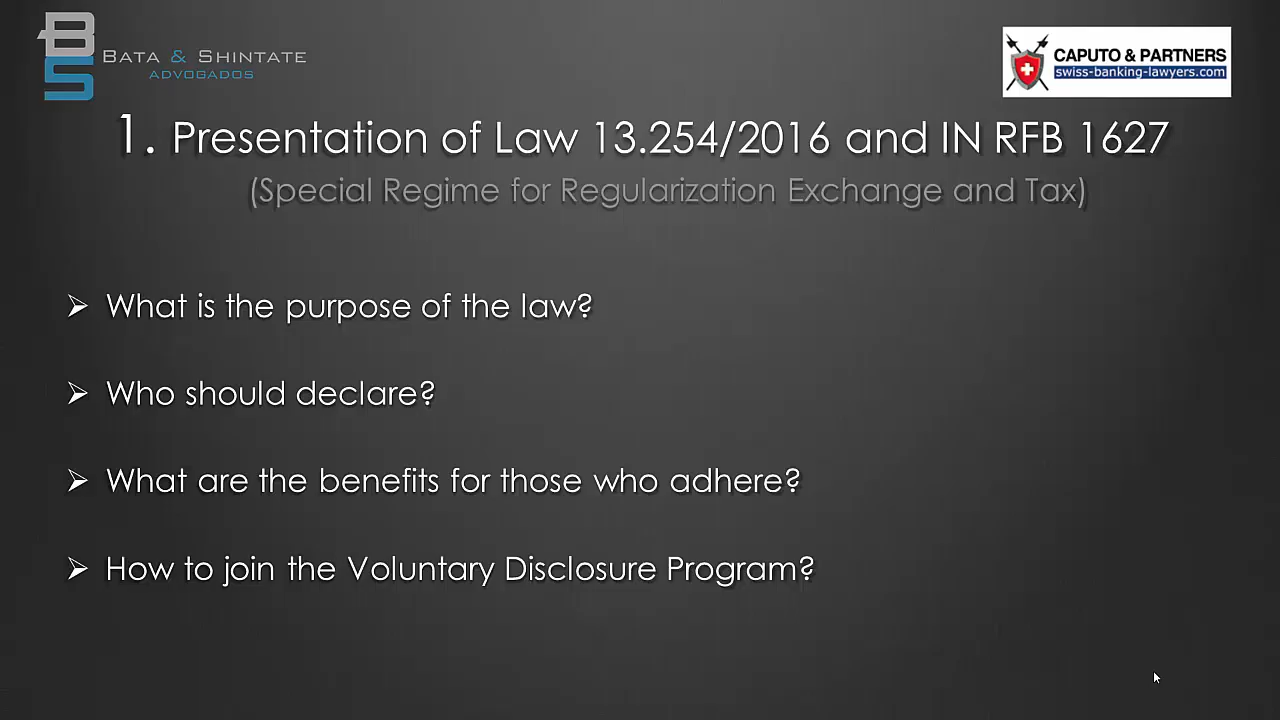 BS
BATA & SHINTATE
ADVOGADOS
CAPUTO & PARTNERS
swiss-banking-lawyers.com
1. Presentation of Law 13.254/2016 and IN RFB 1627
(Special Regime for Regularization Exchange and Tax)
➢ What is the purpose of the law?
➢ Who should declare?
➢ What are the benefits for those who adhere?
➢ How to join the Voluntary Disclosure Program?